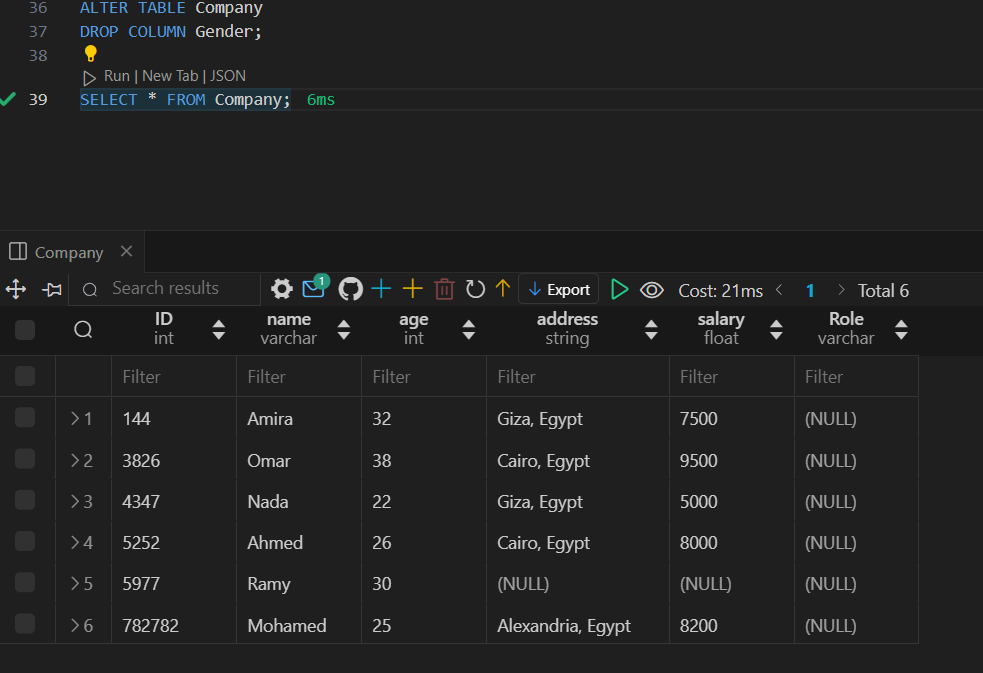 36 ALTER TABLE Company
37 DROP COLUMN Gender;
38
Run | New Tab | JSON
39 SELECT * FROM Company; 6ms
Company
Search results 1 Export Cost: 21ms 1 Total 6
ID name age address salary Role
int varchar int string float varchar
Filter Filter Filter Filter Filter Filter
1 144 Amira 32 Giza, Egypt 7500 (NULL)
2 3826 Omar 38 Cairo, Egypt 9500 (NULL)
3 4347 Nada 22 Giza, Egypt 5000 (NULL)
4 5252 Ahmed 26 Cairo, Egypt 8000 (NULL)
5 5977 Ramy 30 (NULL) (NULL) (NULL)
6 782782 Mohamed 25 Alexandria, Egypt 8200 (NULL)